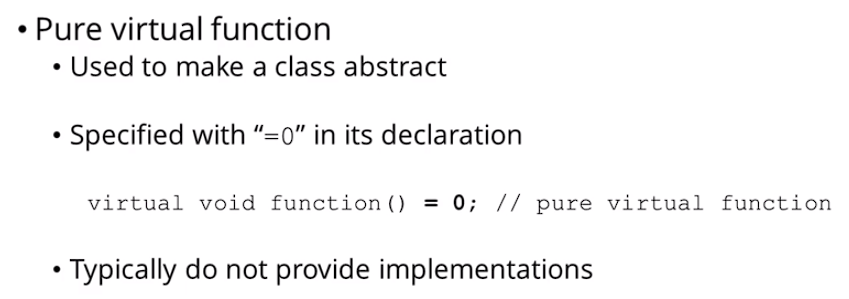 • Pure virtual function
• Used to make a class abstract
• Specified with “=0” in its declaration
virtual void function() = 0; // pure virtual function
• Typically do not provide implementations